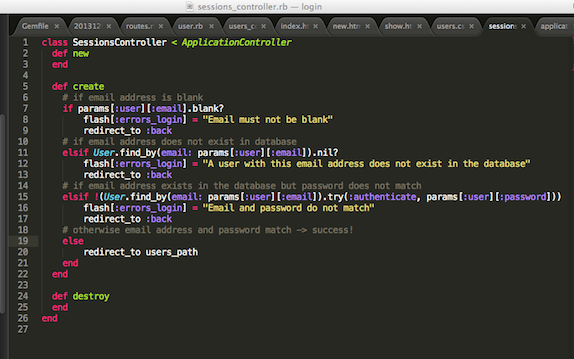 sessions_controller.rb — login
Gemfile 201312 routes.r user.rb users_c index.h new.htm show.ht users.c session applicat
1 class SessionsController < ApplicationController
2   def new
3   end
4
5   def create
6     # if email address is blank
7     if params[:user][:email].blank?
8         flash[:errors_login] = "Email must not be blank"
9         redirect_to :back
10     # if email address does not exist in database
11     elsif User.find_by(email: params[:user][:email]).nil?
12         flash[:errors_login] = "A user with this email address does not exist in the database"
13         redirect_to :back
14     # if email address exists in the database but password does not match
15     elsif !(User.find_by(email: params[:user][:email]).try(:authenticate, params[:user][:password]))
16         flash[:errors_login] = "Email and password do not match"
17         redirect_to :back
18     # otherwise email address and password match -> success!
19     else
20         redirect_to users_path
21     end
22   end
23
24   def destroy
25   end
26 end
27